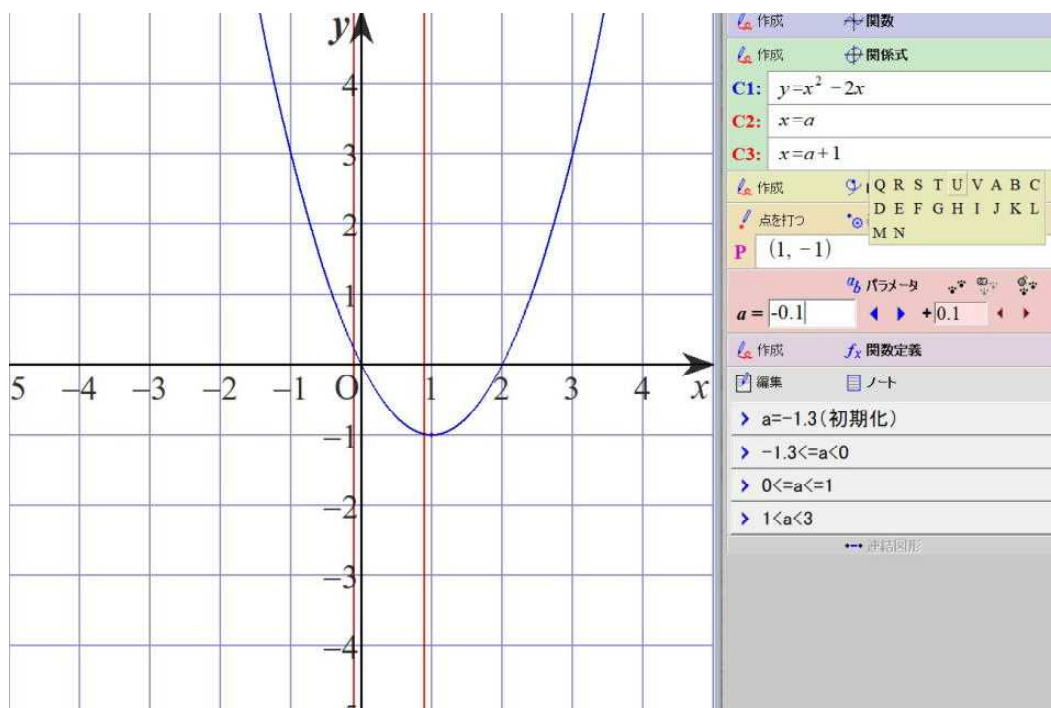 y
4
3
2
1
5 −4 −3 −2 −1 O 1 2 3 4 x
−1
−2
−3
−4
作成 関数
作成 関係式
C1: y=x² −2x
C2: x=a
C3: x=a+1
作成
Q R S T U V A B C
D E F G H I J K L
M N
点を打つ
P (1, −1)
ab パラメータ
a = -0.1 +0.1
作成 fx 関数定義
編集 ノート
a=−1.3(初期化)
−1.3<=a<0
0<=a<=1
1<a<3
連結図形